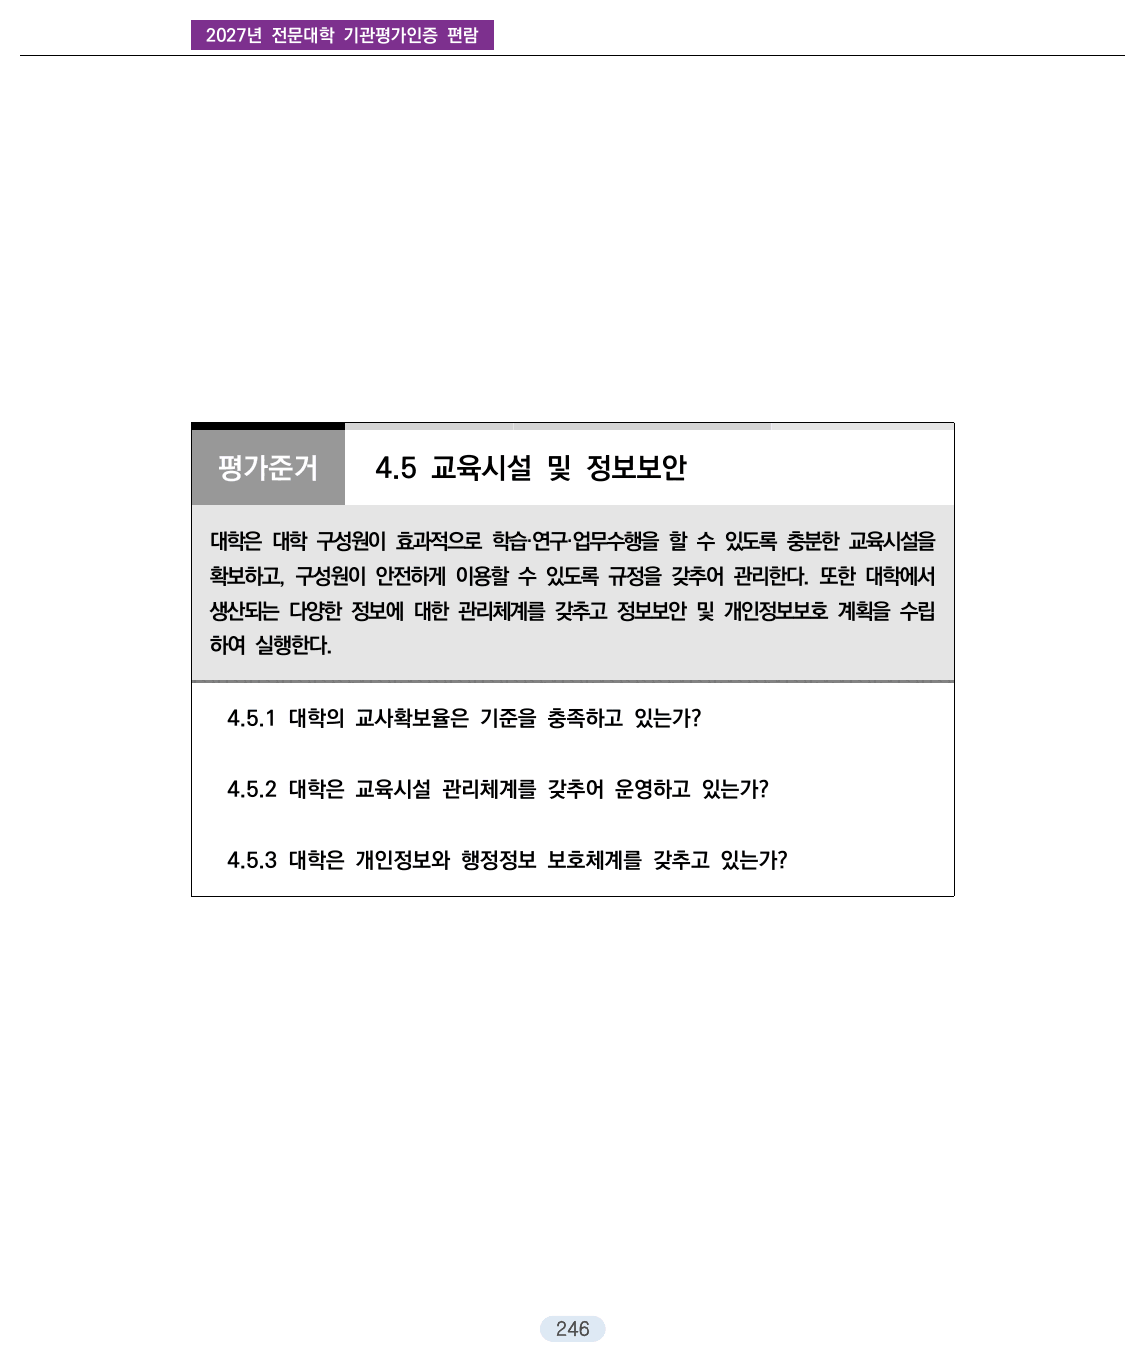 2027년 전문대학 기관평가인증 편람
평가준거
4.5 교육시설 및 정보보안
대학은 대학 구성원이 효과적으로 학습·연구·업무수행을 할 수 있도록 충분한 교육시설을
확보하고, 구성원이 안전하게 이용할 수 있도록 규정을 갖추어 관리한다. 또한 대학에서
생산되는 다양한 정보에 대한 관리체계를 갖추고 정보보안 및 개인정보보호 계획을 수립
하여 실행한다.
4.5.1 대학의 교사확보율은 기준을 충족하고 있는가?
4.5.2 대학은 교육시설 관리체계를 갖추어 운영하고 있는가?
4.5.3 대학은 개인정보와 행정정보 보호체계를 갖추고 있는가?
246